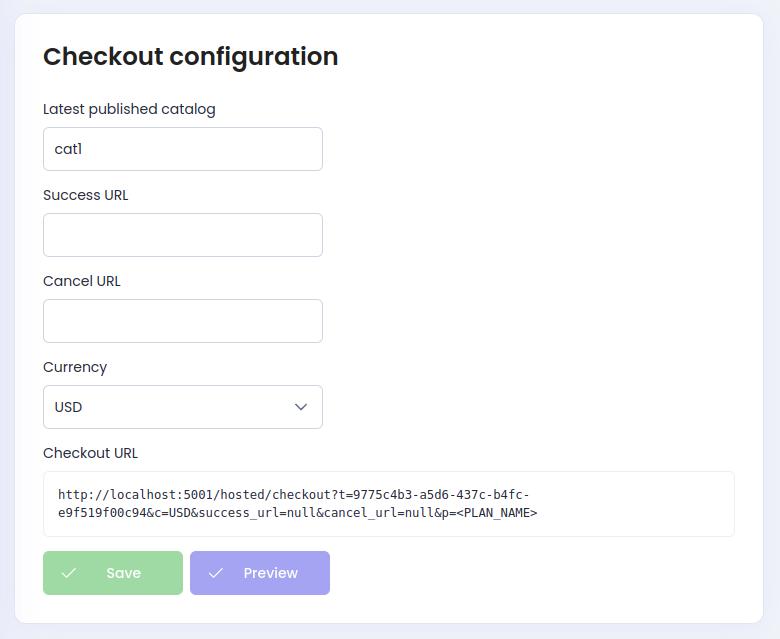 Checkout configuration
Latest published catalog
cat1
Success URL
Cancel URL
Currency
USD
Checkout URL
http://localhost:5001/hosted/checkout?t=9775c4b3-a5d6-437c-b4fc-
e9f519f00c94&c=USD&success_url=null&cancel_url=null&p=<PLAN_NAME>
Save Preview